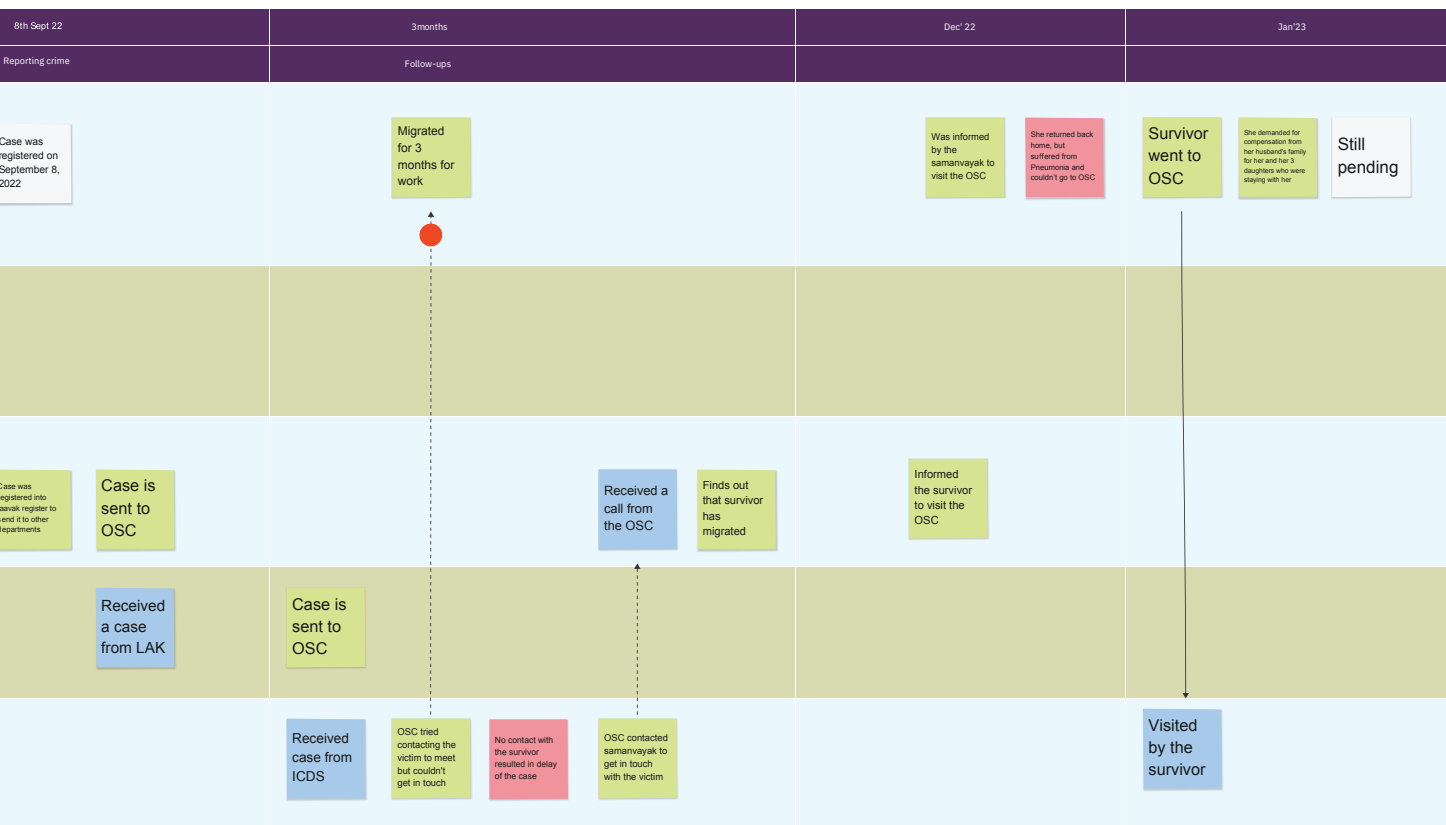 8th Sept 22
3months
Dec' 22
Jan'23
Reporting crime
Follow-ups
Case was
registered on
September 8,
2022
Migrated
for 3
months for
work
Was informed
by the
samanvayak to
visit the OSC
She returned back
home, but
suffered from
Pneumonia and
couldn't go to OSC
Survivor
went to
OSC
She demanded for
compensation from
her husband's family
for her and her 3
daughters who were
staying with her
Still
pending
Case was
egistered into
aavak register to
end it to other
epartments
Case is
sent to
OSC
Received a
call from
the OSC
Finds out
that survivor
has
migrated
Informed
the survivor
to visit the
OSC
Received
a case
from LAK
Case is
sent to
OSC
Received
case from
ICDS
OSC tried
contacting the
victim to meet
but couldn't
get in touch
No contact with
the survivor
resulted in delay
of the case
OSC contacted
samanvayak to
get in touch
with the victim
Visited
by the
survivor